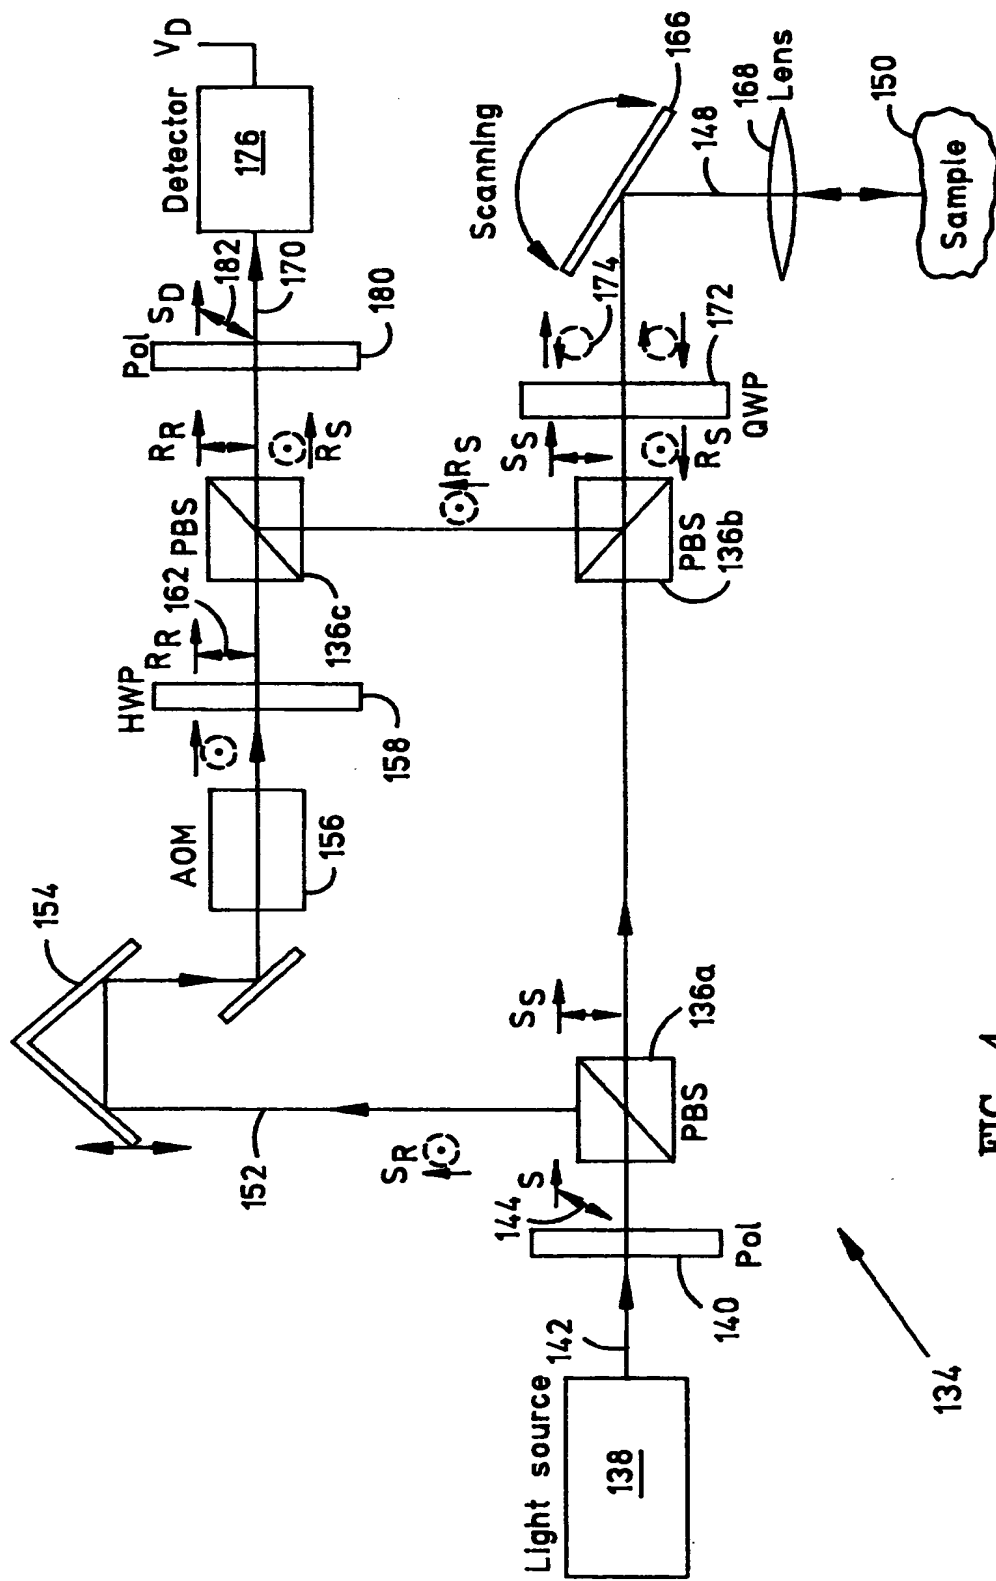 154
AOM
156
HWP
158
R_R
162
PBS
136c
R_R
R_S
Pol
S_D
182
170
180
Detector
176
V_D
152
S_R
R_S
Scanning
166
174
148
168
Lens
150
Sample
172
QWP
S_S
R_S
PBS
136b
S_S
136a
PBS
S
144
Pol
140
142
Light source
138
134
FIG. 4